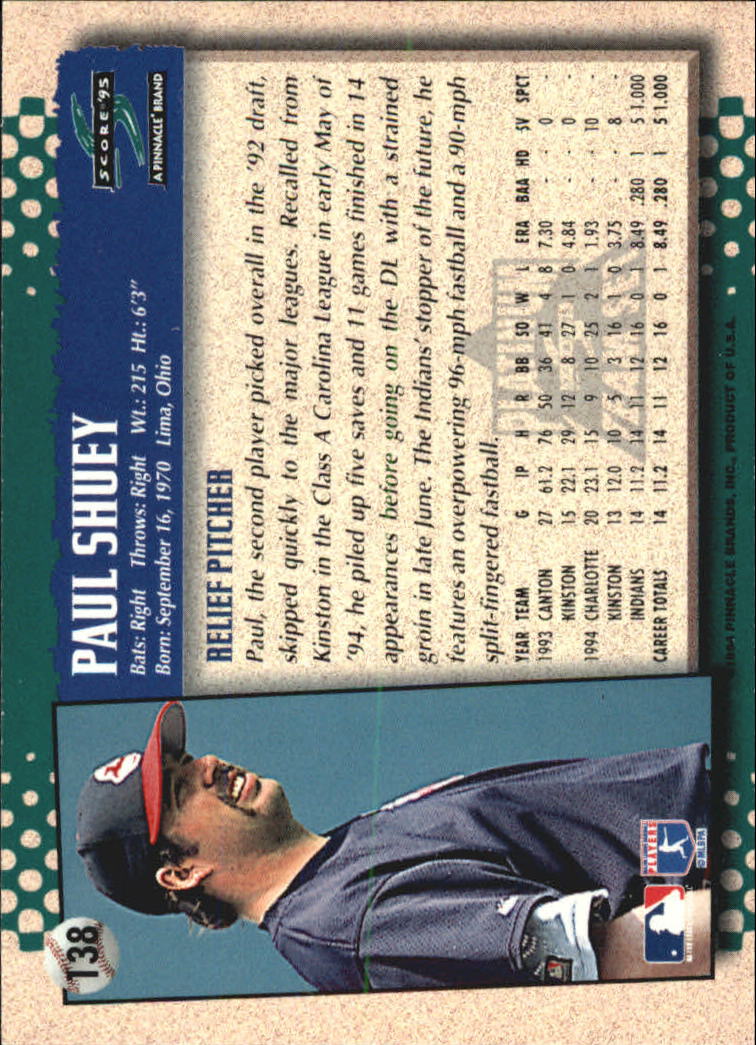 138
PAUL SHUEY
Bats: Right Throws: Right Wt.: 215 Ht.: 6'3"
Born: September 16, 1970 Lima, Ohio
SCORE '95
A PINNACLE BRAND
RELIEF PITCHER
Paul, the second player picked overall in the '92 draft,
skipped quickly to the major leagues. Recalled from
Kinston in the Class A Carolina League in early May of
'94, he piled up five saves and 11 games finished in 14
appearances before going on the DL with a strained
groin in late June. The Indians' stopper of the future, he
features an overpowering 96-mph fastball and a 90-mph
split-fingered fastball.
YEAR TEAM G IP H R BB SO W L ERA BAA HD SV SPCT
1993 CANTON 27 61.2 76 50 36 41 4 8 7.30 - - 0 -
KINSTON 15 22.1 29 12 8 27 1 0 4.84 - - 0 -
1994 CHARLOTTE 20 23.1 15 9 10 25 2 1 1.93 - - 10 -
KINSTON 13 12.0 10 5 3 16 1 0 3.75 - - 8 -
INDIANS 14 11.2 14 11 12 16 0 1 8.49 .280 1 5 1.000
CAREER TOTALS 14 11.2 14 11 12 16 0 1 8.49 .280 1 5 1.000
PLAYERS
©MLBPA
©1994 PINNACLE BRANDS, INC., PRODUCT OF U.S.A.